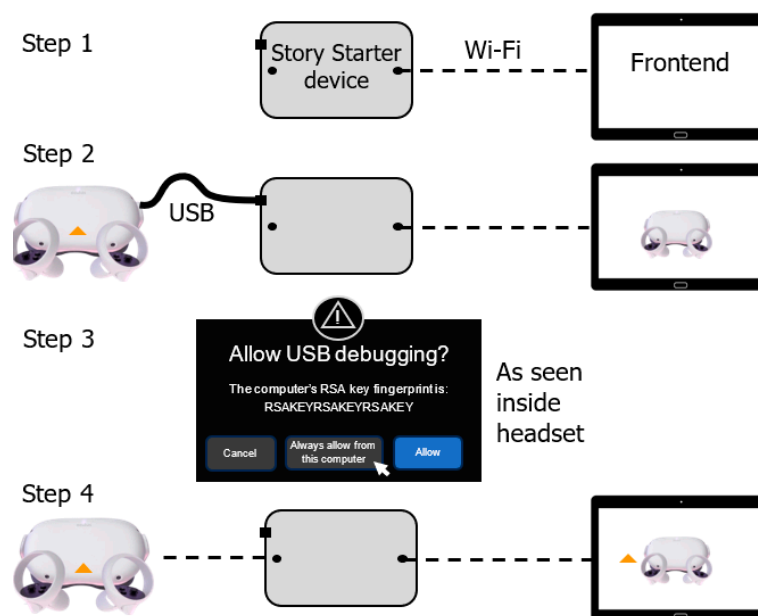 Step 1
Story Starter
device
Wi-Fi
Frontend
Step 2
USB
Step 3
Allow USB debugging?
The computer's RSA key fingerprint is:
RSAKEYRSAKEYRSAKEY
Cancel
Always allow from
this computer
Allow
As seen
inside
headset
Step 4